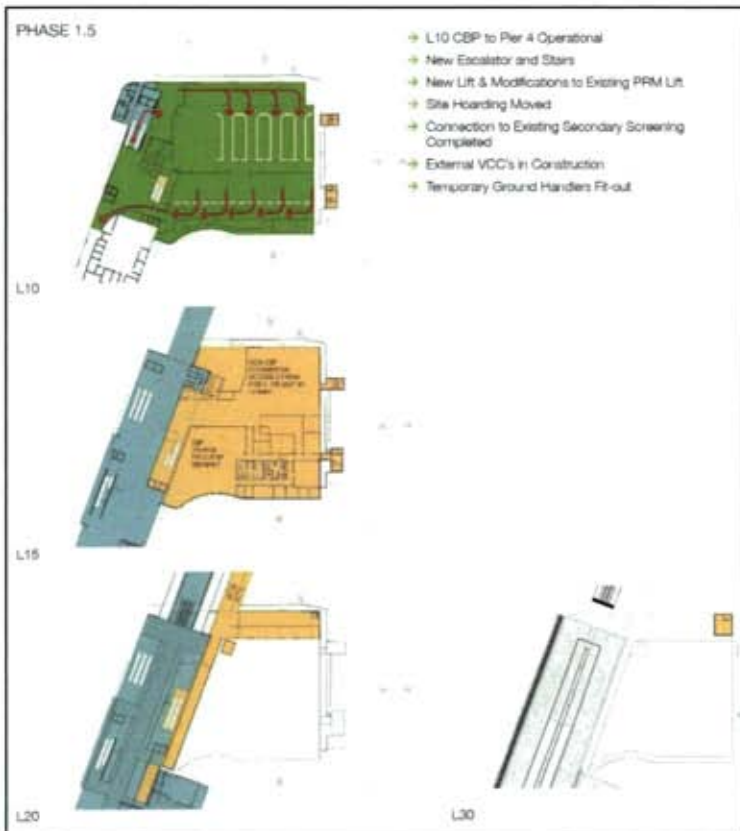 PHASE 1.5
L10 CBP to Pier 4 Operational
New Escalator and Stairs
New Lift & Modifications to Existing PRM Lift
Site Hoarding Moved
Connection to Existing Secondary Screening
Completed
External VCC's in Construction
Temporary Ground Handlers Fit-out
L10
L15
L20
L30